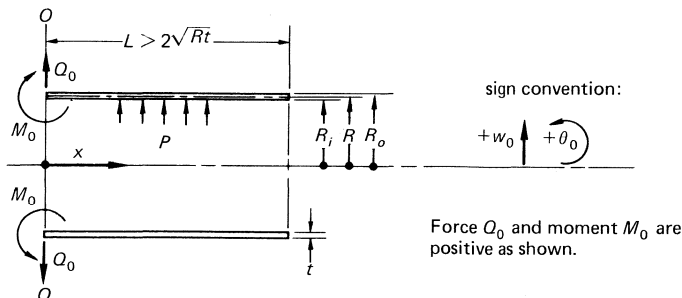 O
L > 2√Rt
Q₀
M₀
P
x
Rᵢ R Rₒ
sign convention:
+w₀ +θ₀
M₀
Q₀
t
O
Force Q₀ and moment M₀ are
positive as shown.